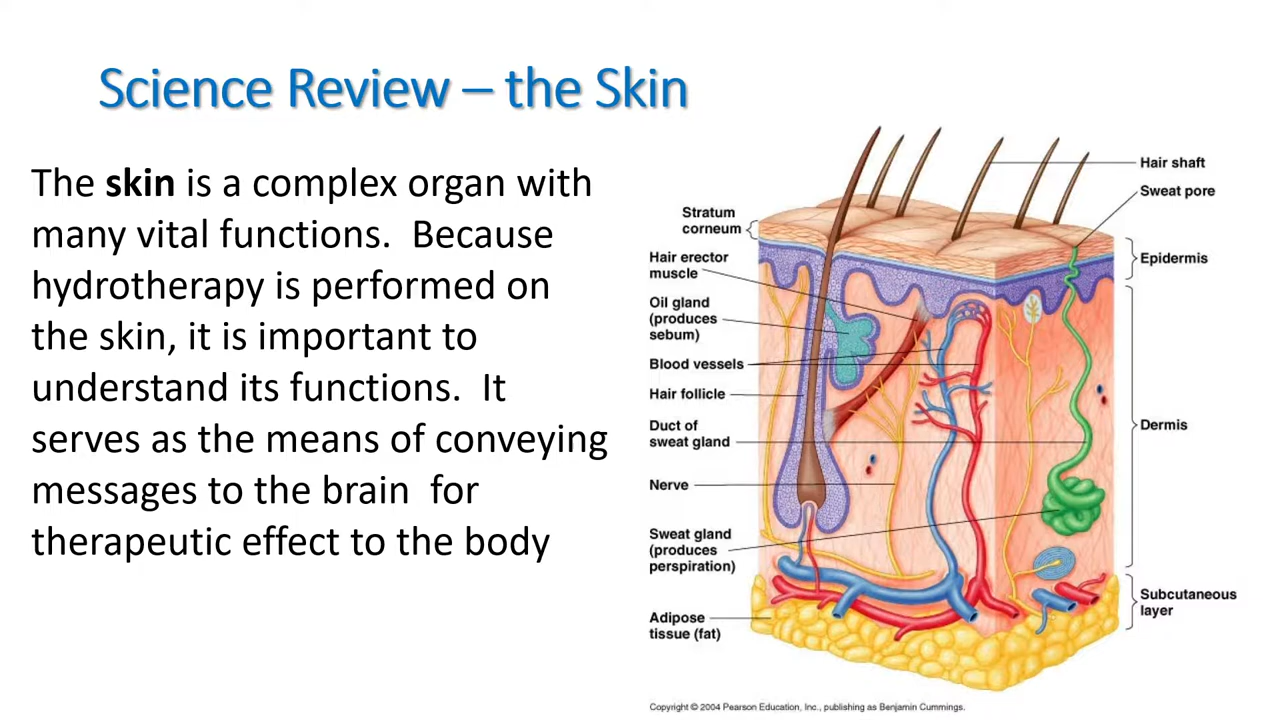 Science Review – the Skin
The skin is a complex organ with
many vital functions.  Because
hydrotherapy is performed on
the skin, it is important to
understand its functions.  It
serves as the means of conveying
messages to the brain  for
therapeutic effect to the body
Stratum
corneum
Hair erector
muscle
Oil gland
(produces
sebum)
Blood vessels
Hair follicle
Duct of
sweat gland
Nerve
Sweat gland
(produces
perspiration)
Adipose
tissue (fat)
Hair shaft
Sweat pore
Epidermis
Dermis
Subcutaneous
layer
Copyright © 2004 Pearson Education, Inc., publishing as Benjamin Cummings.